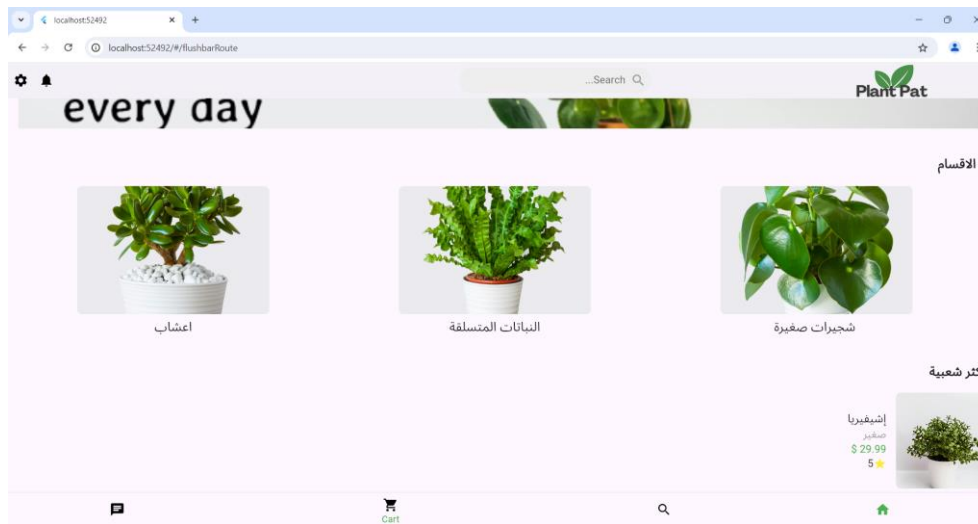 localhost:52492
localhost:52492/#/flushbarRoute
...Search
Plant Pat
every day
الاقسام
شجيرات صغيرة
النباتات المتسلقة
اعشاب
شعبية
إشيفيريا
صغير
$ 29.99
5
Cart